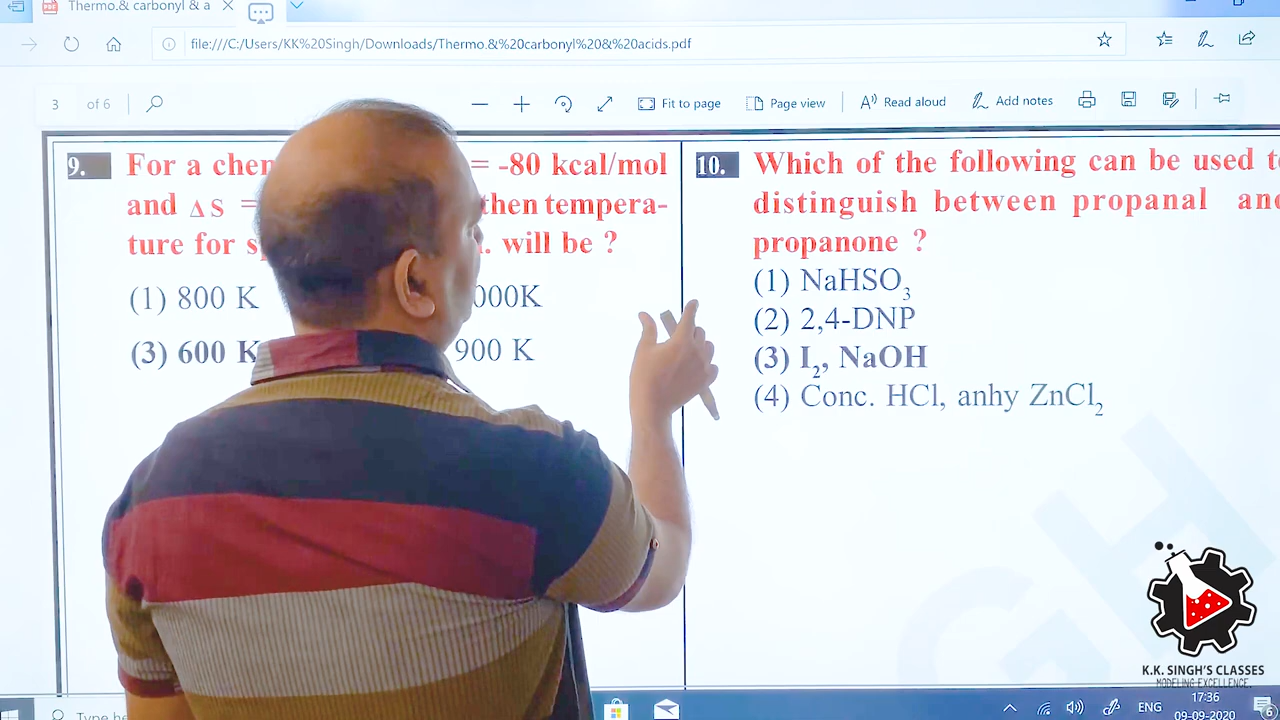 Thermo.& carbonyl & a
file:///C:/Users/KK%20Singh/Downloads/Thermo.&%20carbonyl%20&%20acids.pdf
3 of 6
Fit to page
Page view
Read aloud
Add notes
9. For a = -80 kcal/mol
and ΔS = then tempera-
ture for will be ?
(1) 800 K
(3) 600 K 900 K
10. Which of the following can be used
distinguish between propanal
propanone ?
(1) NaHSO3
(2) 2,4-DNP
(3) I2, NaOH
(4) Conc. HCl, anhy ZnCl2
K.K. SINGH'S CLASSES
MODELING EXCELLENCE.
Type
ENG
17:36
09-09-2020
6